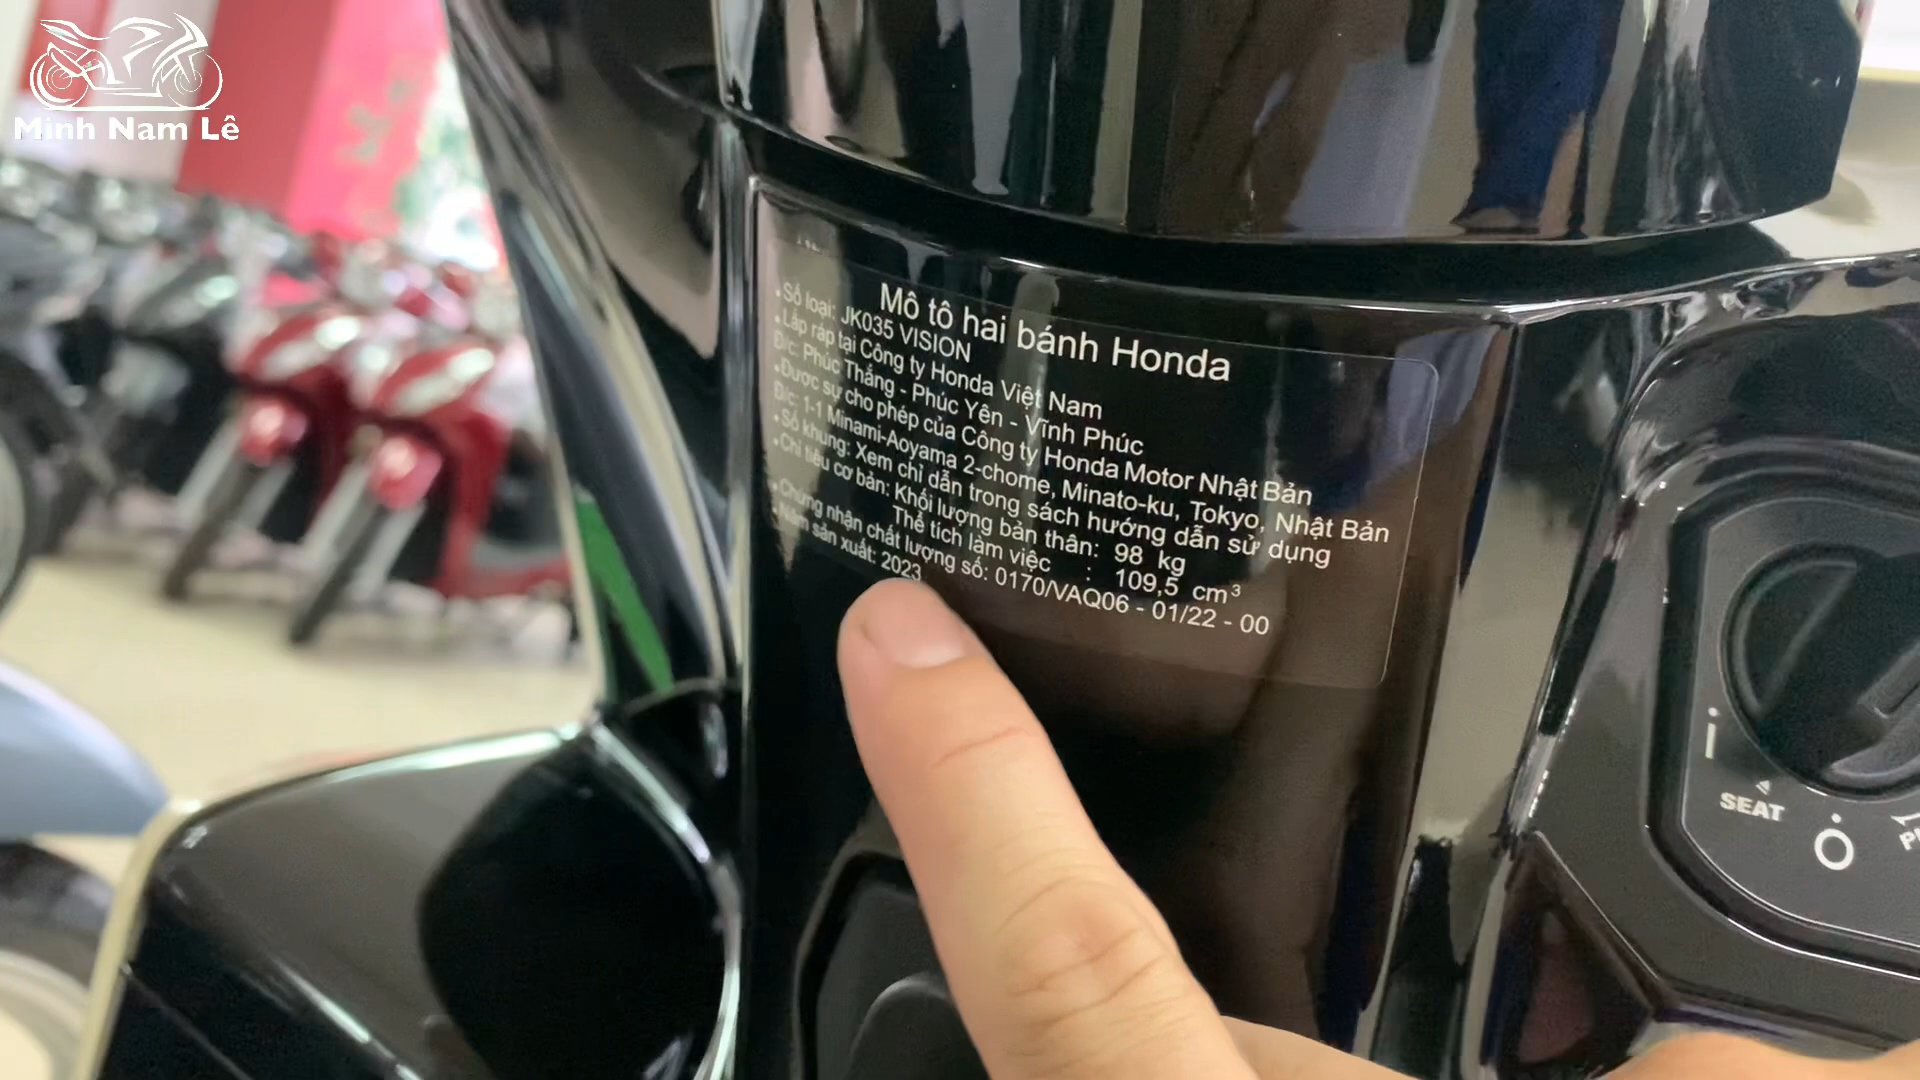 Minh Nam Lê
Mô tô hai bánh Honda
• Số loại: JK035 VISION
• Lắp ráp tại Công ty Honda Việt Nam
Đ/c: Phúc Thắng - Phúc Yên - Vĩnh Phúc
• Được sự cho phép của Công ty Honda Motor Nhật Bản
Đ/c: 1-1 Minami-Aoyama 2-chome, Minato-ku, Tokyo, Nhật Bản
• Số khung: Xem chỉ dẫn trong sách hướng dẫn sử dụng
• Chỉ tiêu cơ bản: Khối lượng bản thân: 98 kg
Thể tích làm việc : 109,5 cm³
• Chứng nhận chất lượng số: 0170/VAQ06 - 01/22 - 00
• Năm sản xuất: 2023
SEAT